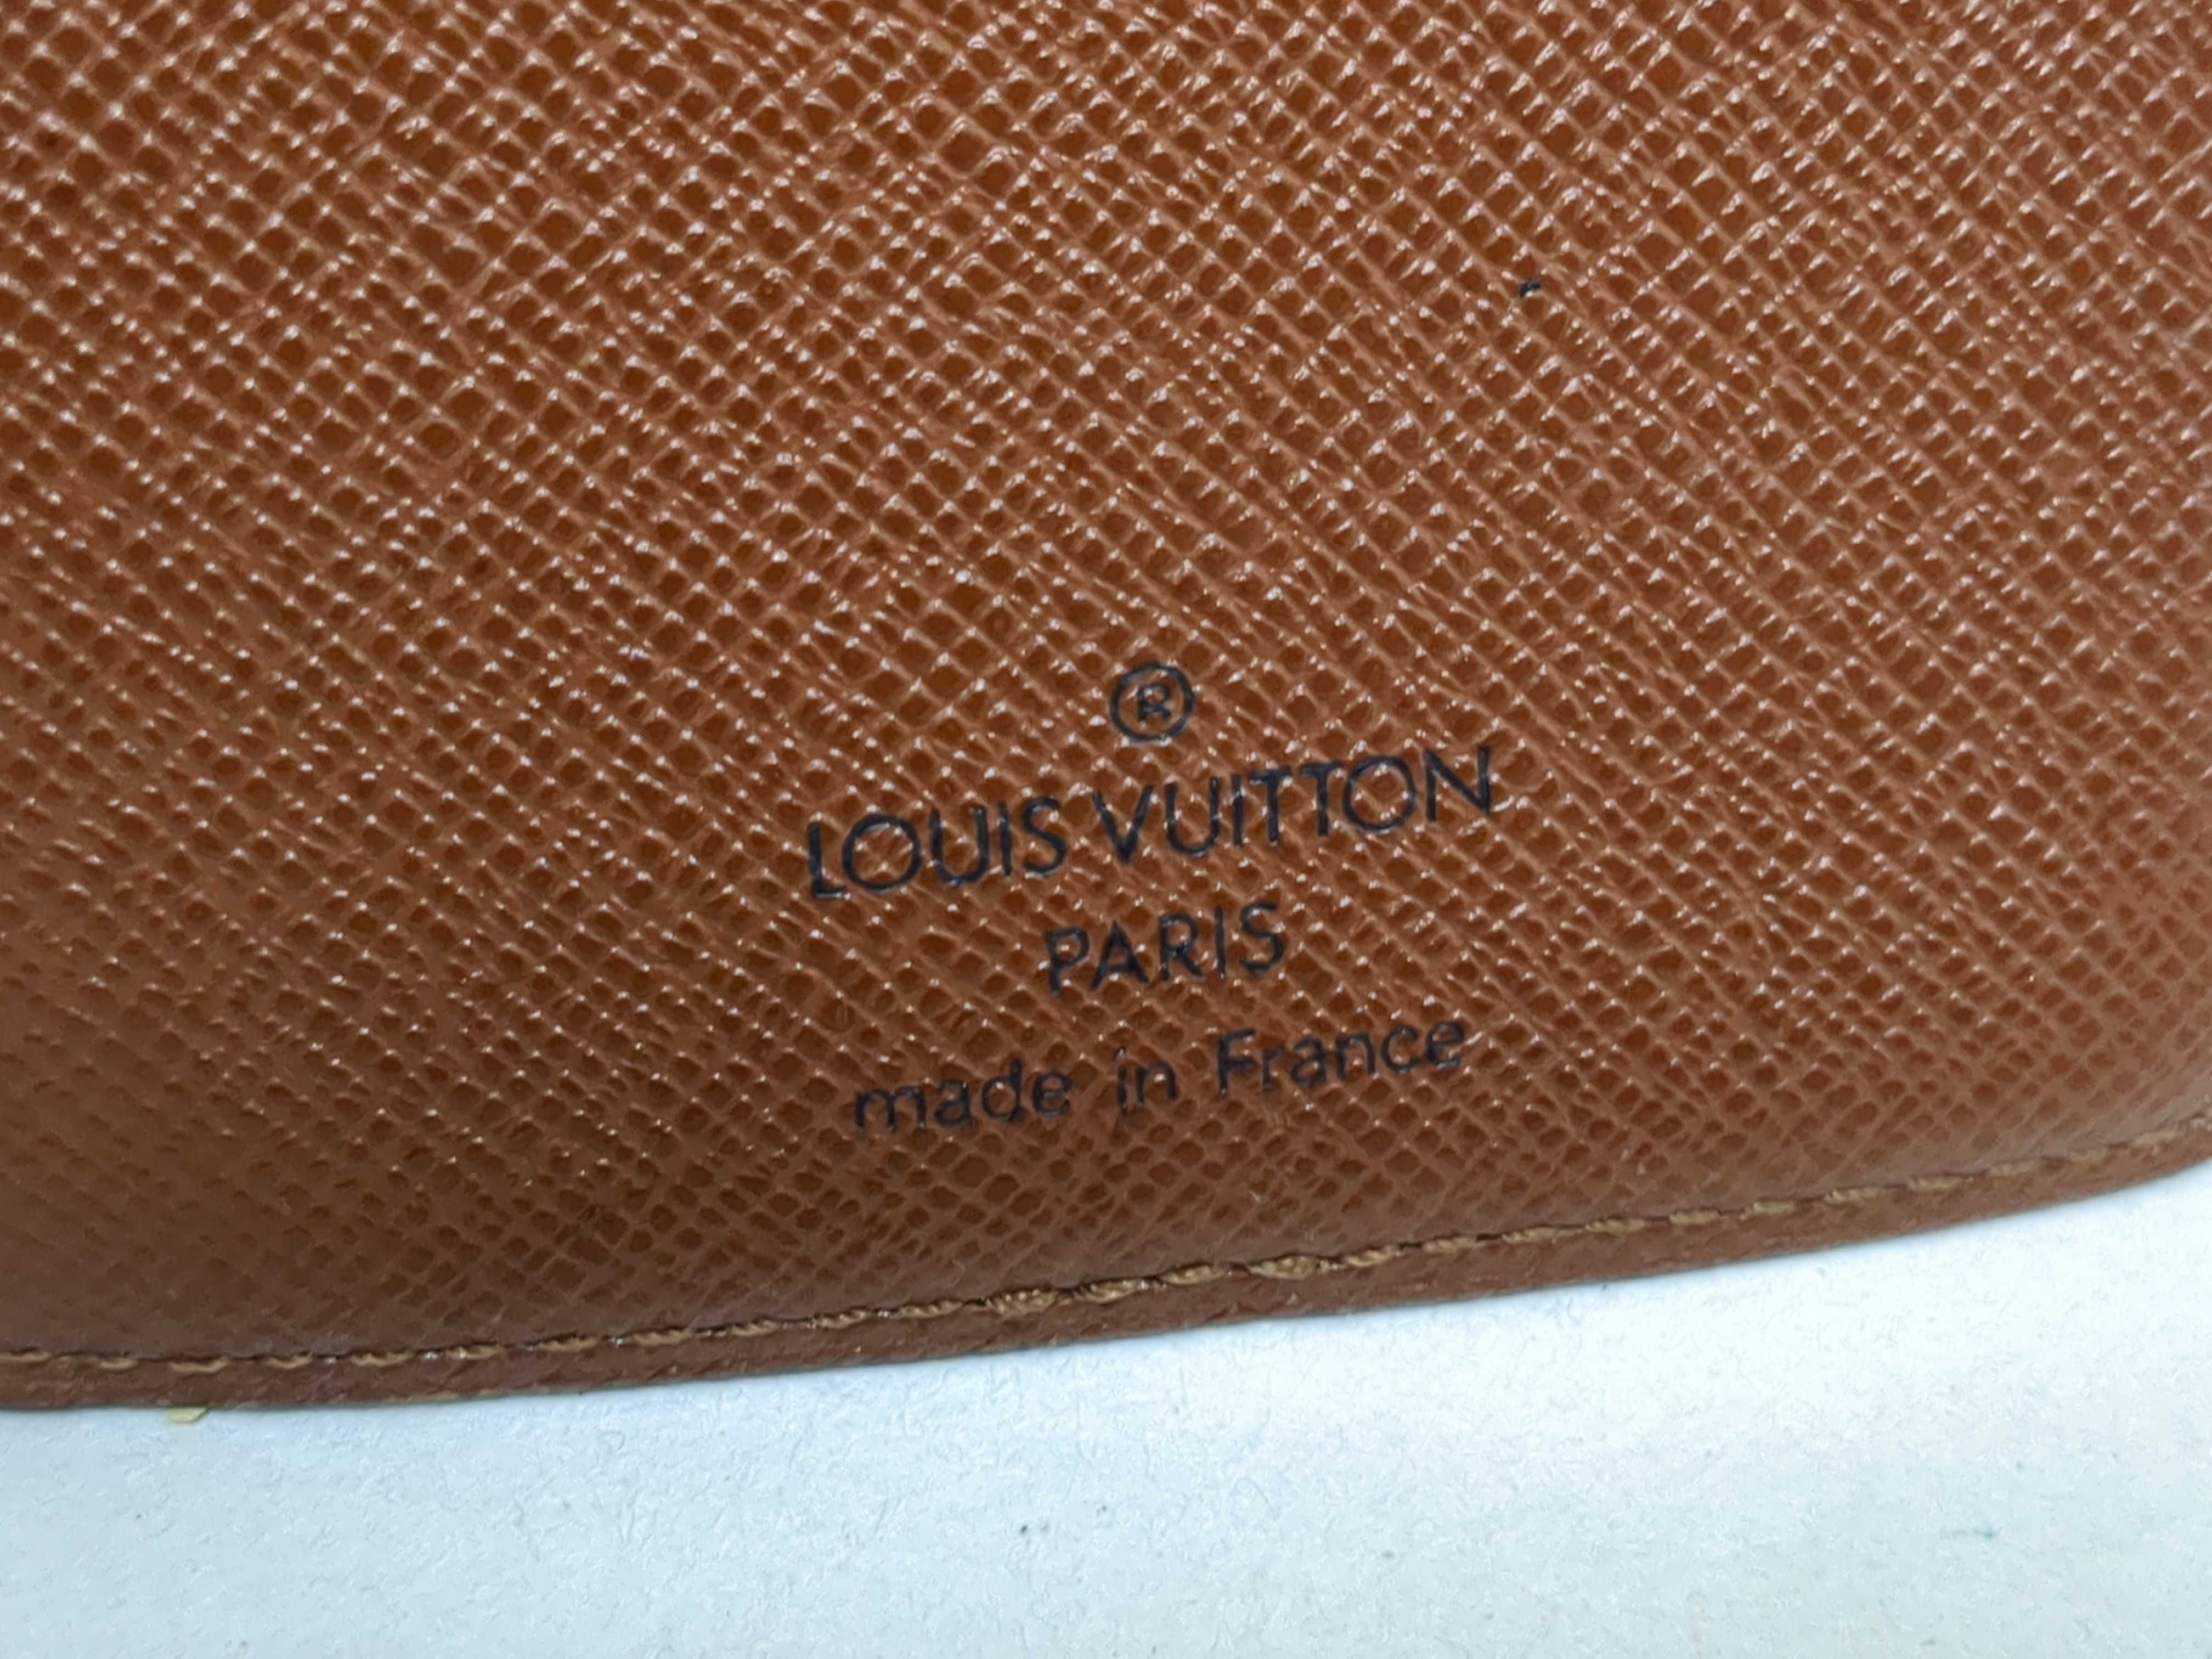 ®
LOUIS VUITTON
PARIS
made in France